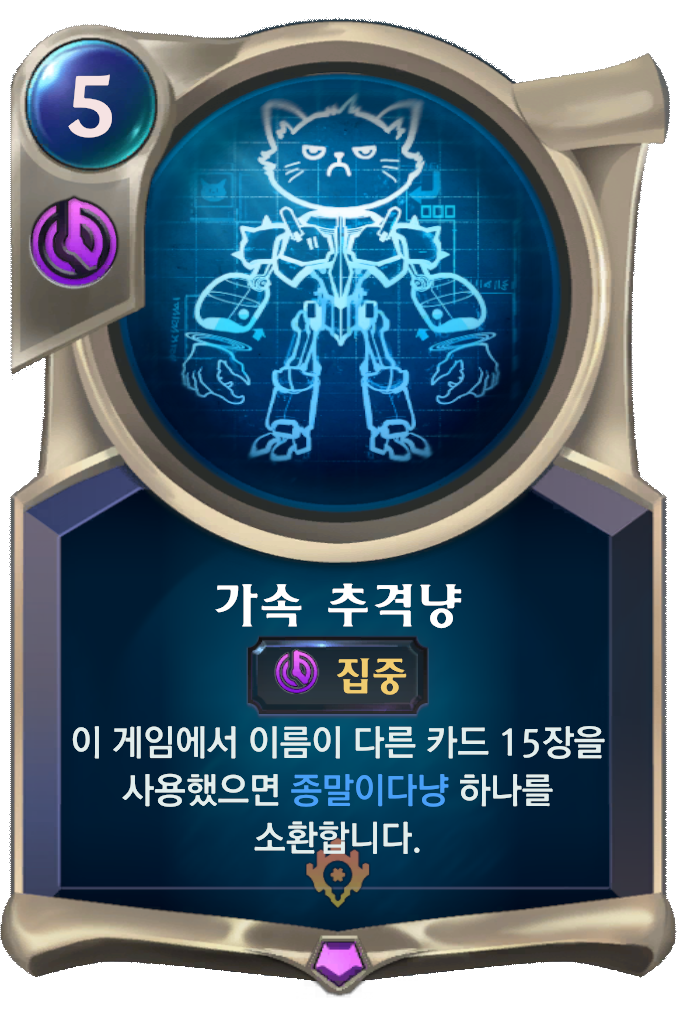 5
가속 추격냥
집중
이 게임에서 이름이 다른 카드 15장을
사용했으면 종말이다냥 하나를
소환합니다.